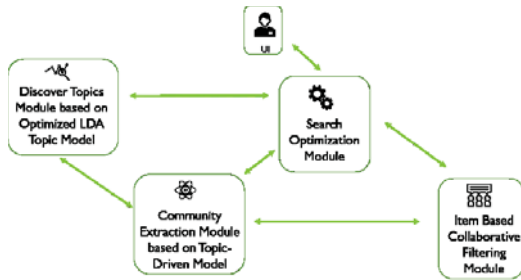 UI
Discover Topics
Module based on
Optimized LDA
Topic Model
Search
Optimization
Module
Community
Extraction Module
based on Topic-
Driven Model
Item Based
Collaborative
Filtering
Module